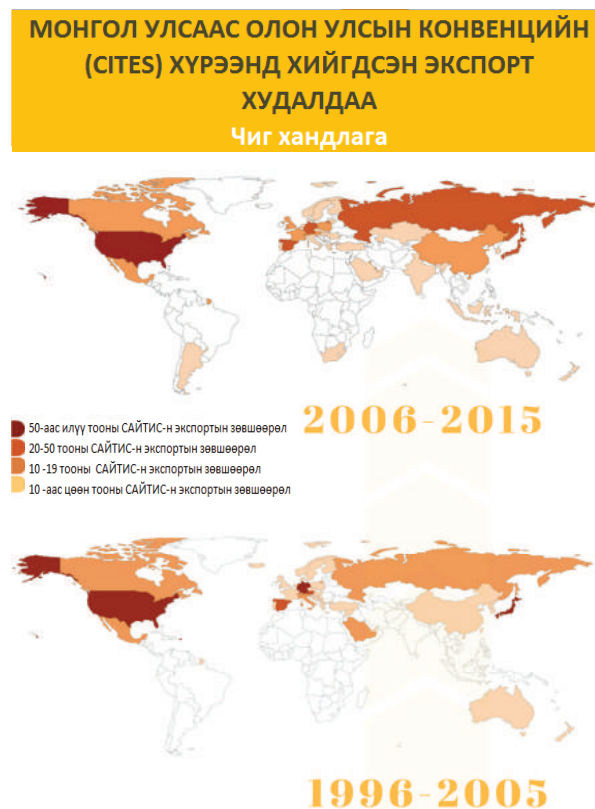 МОНГОЛ УЛСААС ОЛОН УЛСЫН КОНВЕНЦИЙН
(CITES) ХҮРЭЭНД ХИЙГДСЭН ЭКСПОРТ
ХУДАЛДАА
Чиг хандлага
2006-2015
50-аас илүү тооны САЙТИС-н экспортын зөвшөөрөл
20-50 тооны САЙТИС-н экспортын зөвшөөрөл
10 -19 тооны САЙТИС-н экспортын зөвшөөрөл
10 -аас цөөн тооны САЙТИС-н экспортын зөвшөөрөл
1996-2005